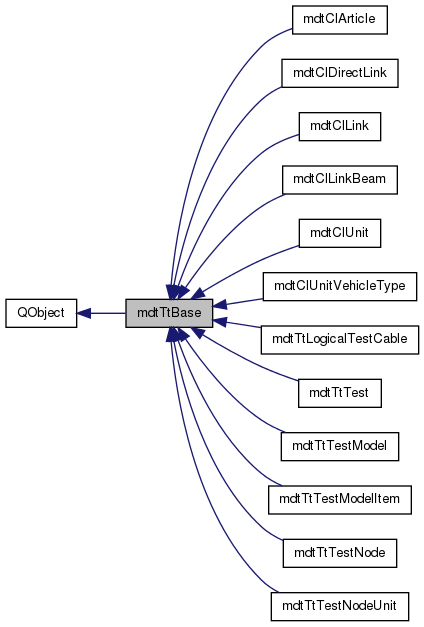 mdtClArticle
mdtClDirectLink
mdtClLink
mdtClLinkBeam
mdtClUnit
mdtClUnitVehicleType
QObject
mdtTtBase
mdtTtLogicalTestCable
mdtTtTest
mdtTtTestModel
mdtTtTestModelItem
mdtTtTestNode
mdtTtTestNodeUnit